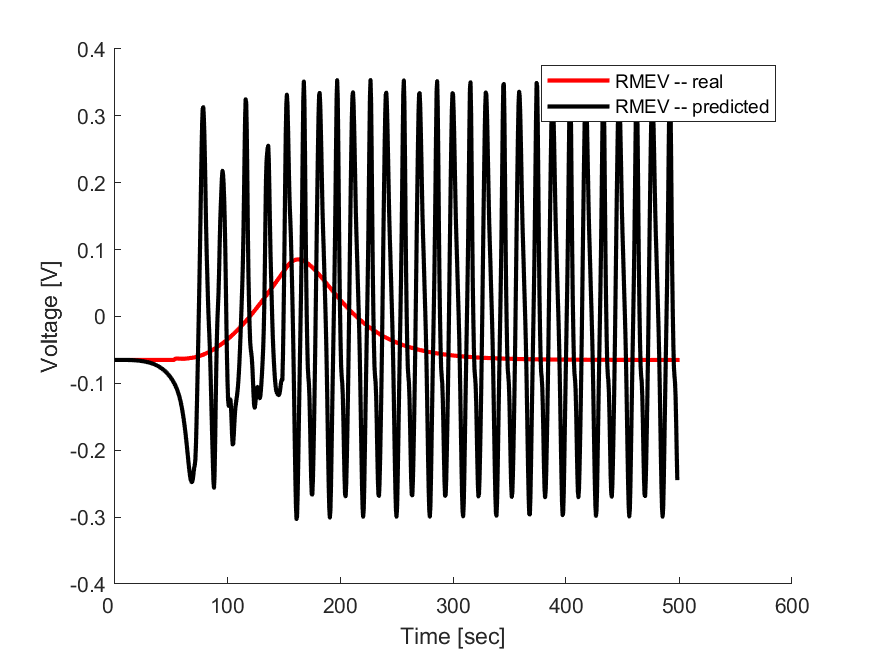 0.4
0.3
0.2
0.1
0
-0.1
-0.2
-0.3
-0.4
Voltage [V]
RMEV -- real
RMEV -- predicted
0 100 200 300 400 500 600
Time [sec]